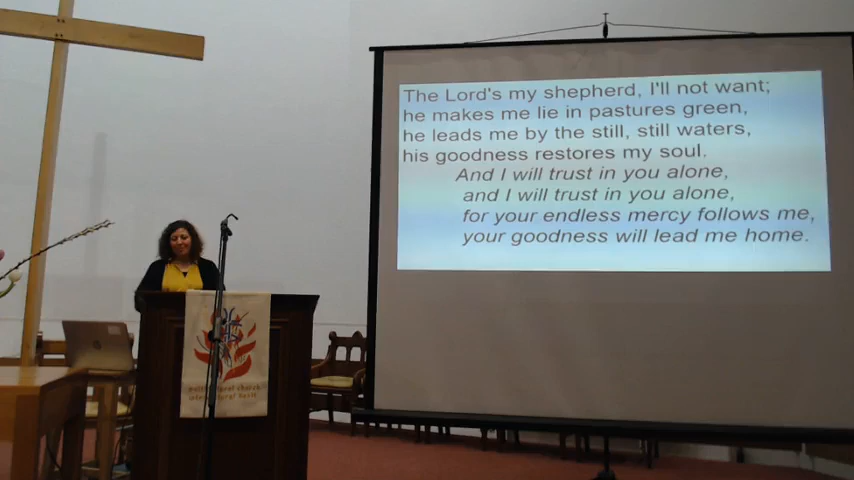 The Lord's my shepherd, I'll not want;
he makes me lie in pastures green,
he leads me by the still, still waters,
his goodness restores my soul.
And I will trust in you alone,
and I will trust in you alone,
for your endless mercy follows me,
your goodness will lead me home.
church